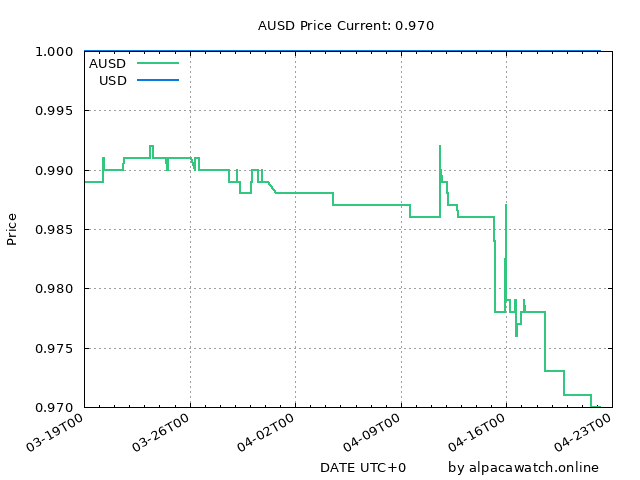 AUSD Price Current: 0.970
1.000
AUSD
USD
0.995
0.990
0.985
Price
0.980
0.975
0.970
03-19T00
03-26T00
04-02T00
04-09T00
04-16T00
04-23T00
DATE UTC+0
by alpacawatch.online